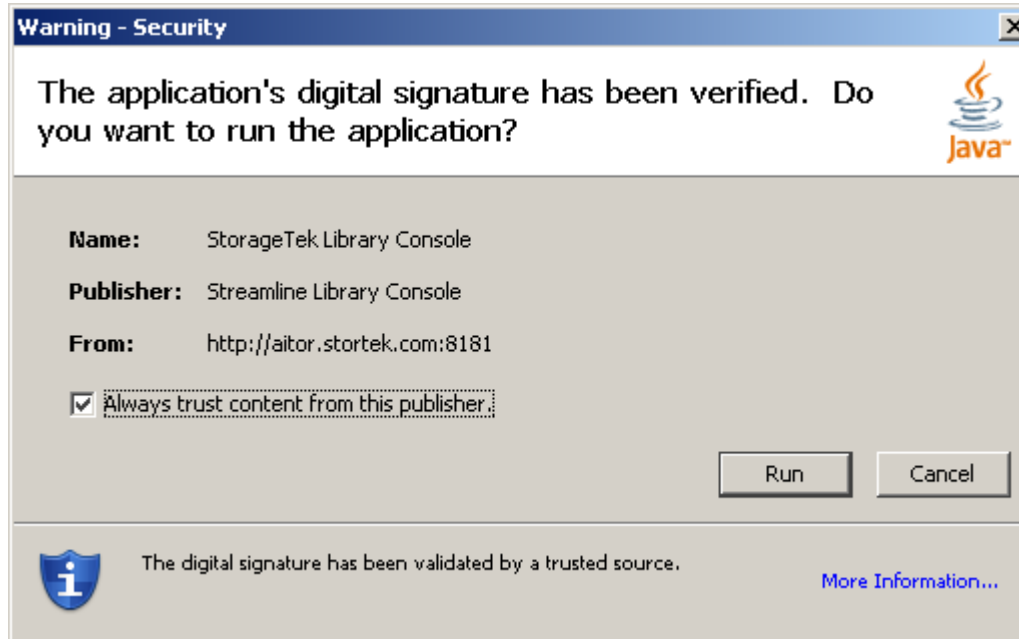 Warning - Security
The application's digital signature has been verified. Do
you want to run the application?
Java™
Name: StorageTek Library Console
Publisher: Streamline Library Console
From: http://aitor.stortek.com:8181
Always trust content from this publisher.
Run Cancel
The digital signature has been validated by a trusted source.
More Information...